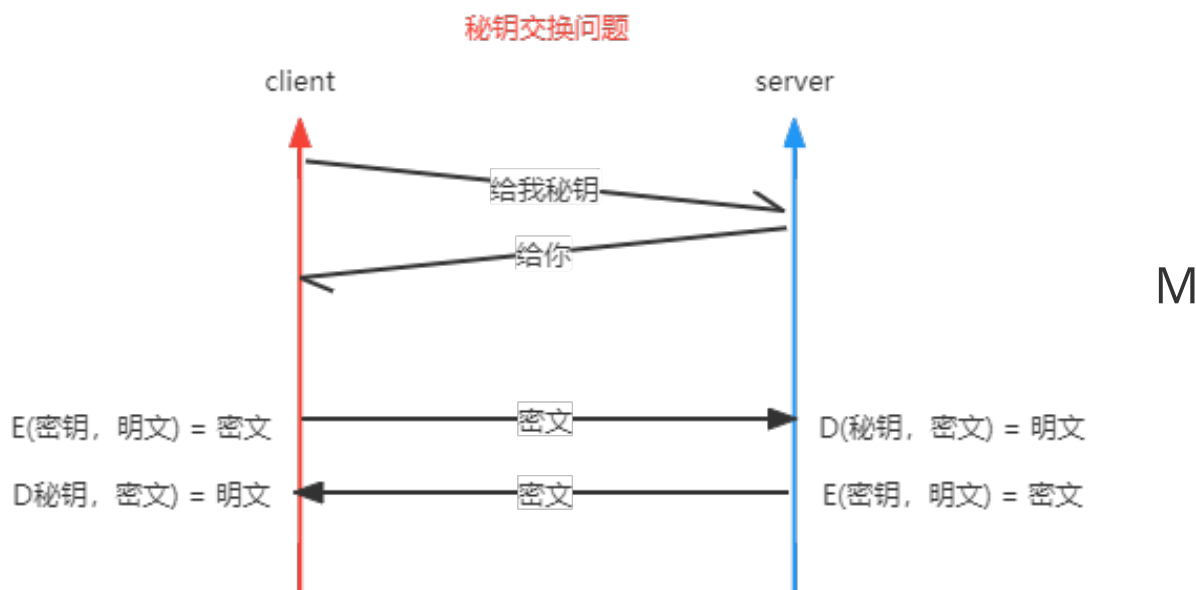 秘钥交换问题
client
server
给我秘钥
给你
M
E(密钥，明文) = 密文
密文
D(秘钥，密文) = 明文
D秘钥，密文) = 明文
密文
E(密钥，明文) = 密文